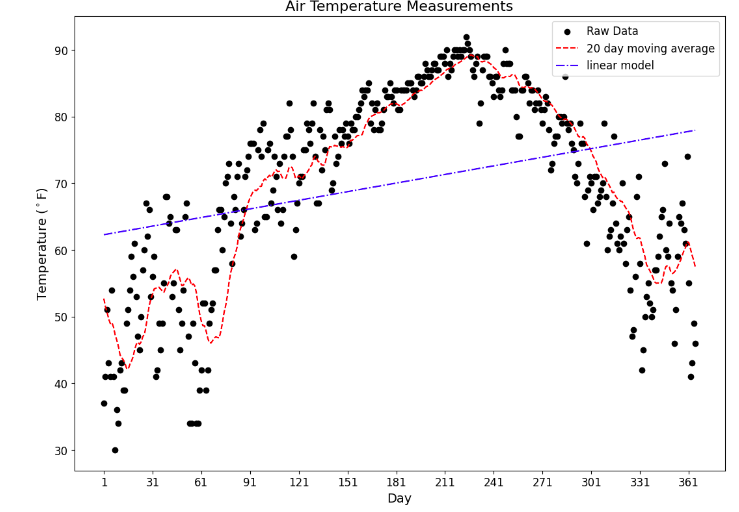 Air Temperature Measurements
Raw Data
20 day moving average
linear model
Temperature (°F)
90
80
70
60
50
40
30
1 31 61 91 121 151 181 211 241 271 301 331 361
Day